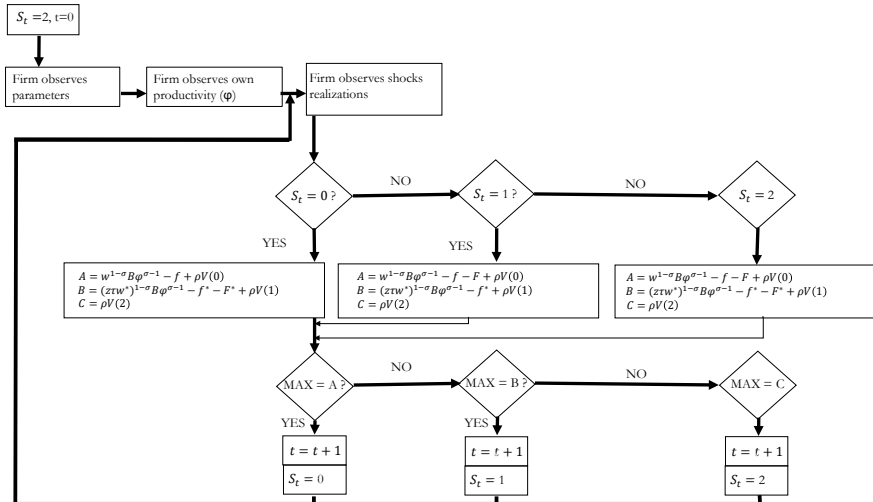 S_t = 2, t=0
Firm observes
parameters
Firm observes own
productivity (φ)
Firm observes shocks
realizations
S_t = 0 ?
NO
S_t = 1 ?
NO
S_t = 2
YES
YES
A = w^{1−σ}Bφ^{σ−1} − f + ρV(0)
B = (zτw*)^{1−σ}Bφ^{σ−1} − f* − F* + ρV(1)
C = ρV(2)
A = w^{1−σ}Bφ^{σ−1} − f − F + ρV(0)
B = (zτw*)^{1−σ}Bφ^{σ−1} − f* + ρV(1)
C = ρV(2)
A = w^{1−σ}Bφ^{σ−1} − f − F + ρV(0)
B = (zτw*)^{1−σ}Bφ^{σ−1} − f* − F* + ρV(1)
C = ρV(2)
MAX = A ?
NO
MAX = B ?
NO
MAX = C
YES
YES
t = t + 1
S_t = 0
t = t + 1
S_t = 1
t = t + 1
S_t = 2